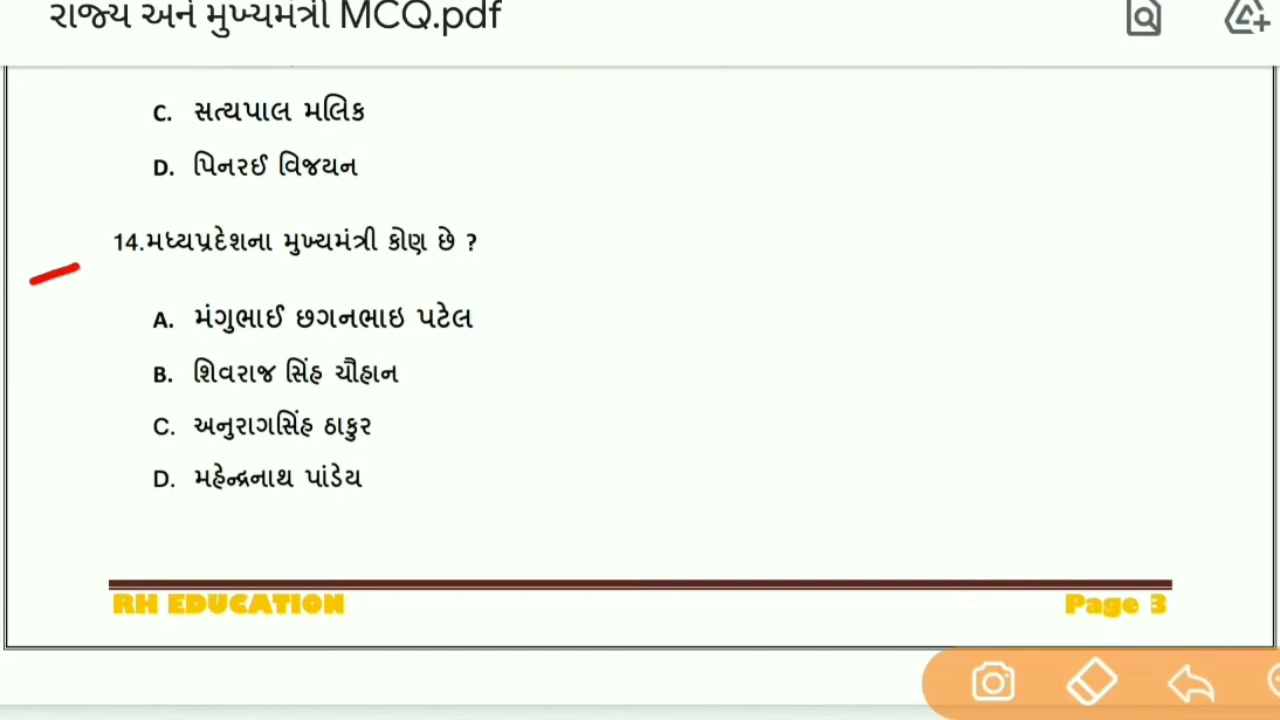 રાજ્ય અને મુખ્યમંત્રી MCQ.pdf
C. સત્યપાલ મલિક
D. પિનરઈ વિજયન
14.મધ્યપ્રદેશના મુખ્યમંત્રી કોણ છે ?
A. મંગુભાઈ છગનભાઇ પટેલ
B. શિવરાજ સિંહ ચૌહાન
C. અનુરાગસિંહ ઠાકુર
D. મહેન્દ્રનાથ પાંડેય
RH EDUCATION
Page 3